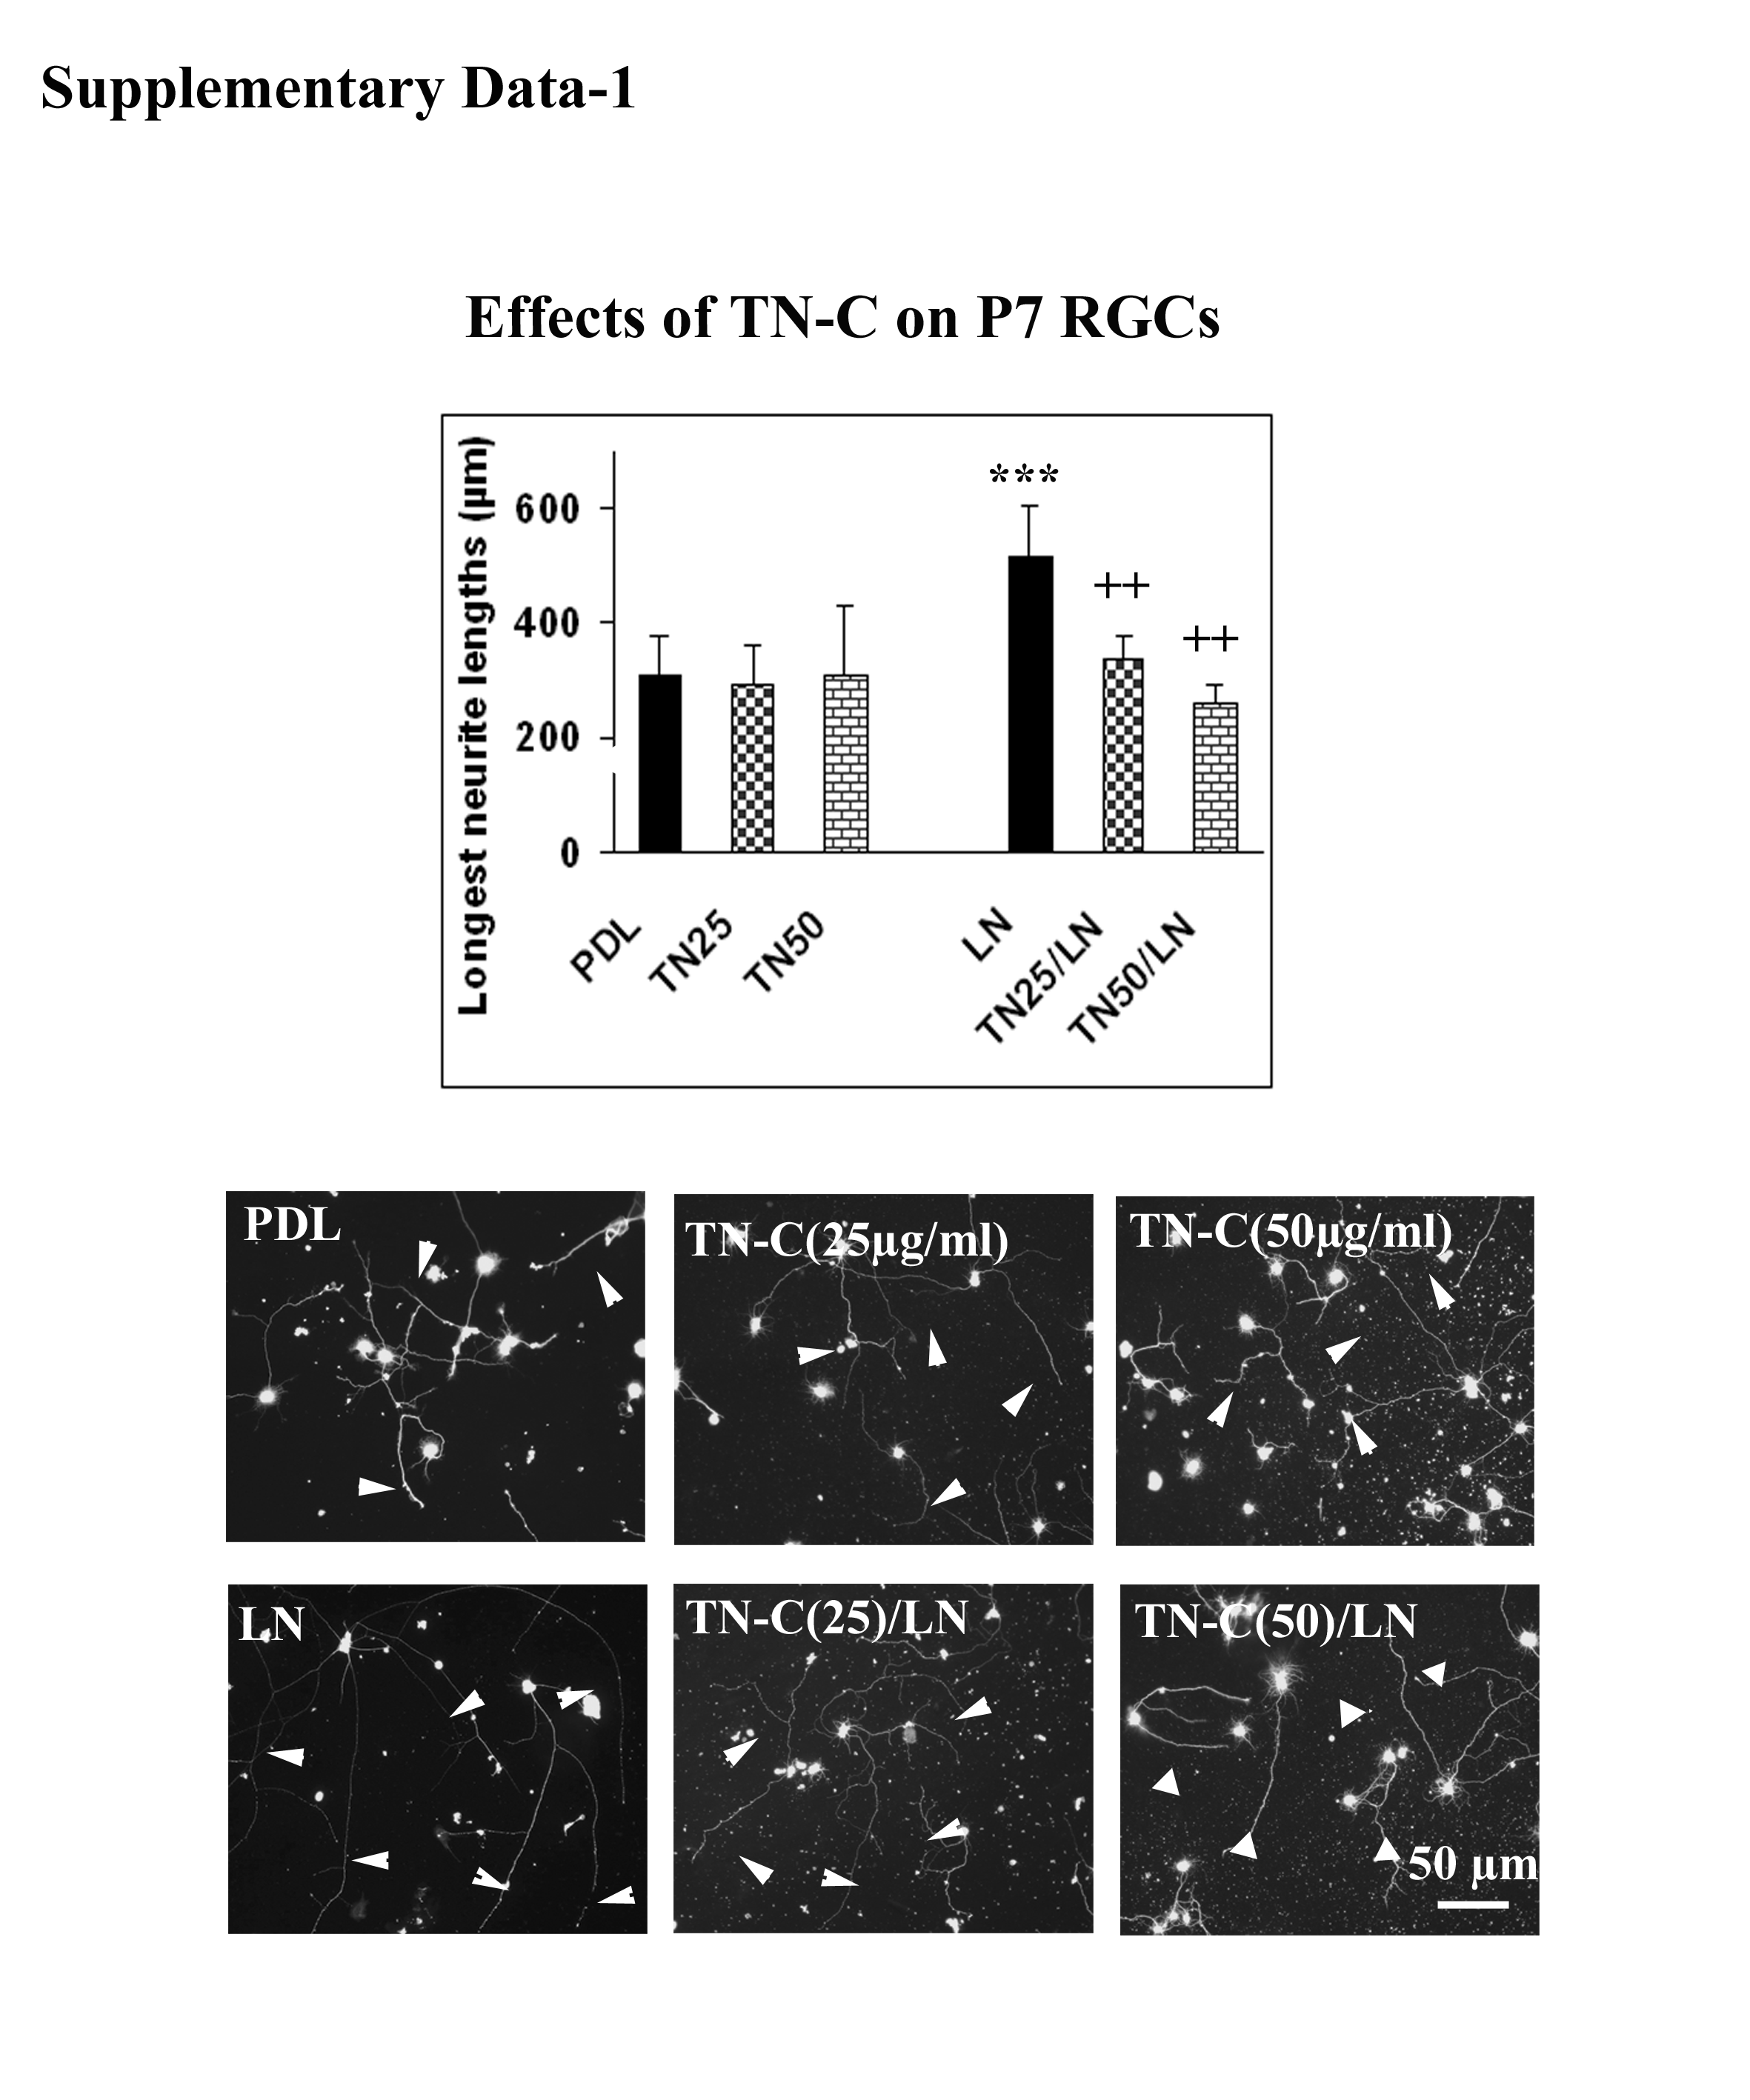 Supplementary Data-1
Effects of TN-C on P7 RGCs
Longest neurite lengths (µm)
600
400
200
0
***
++
++
PDL
TN25
TN50
LN
TN25/LN
TN50/LN
PDL
TN-C(25µg/ml)
TN-C(50µg/ml)
LN
TN-C(25)/LN
TN-C(50)/LN
50 µm